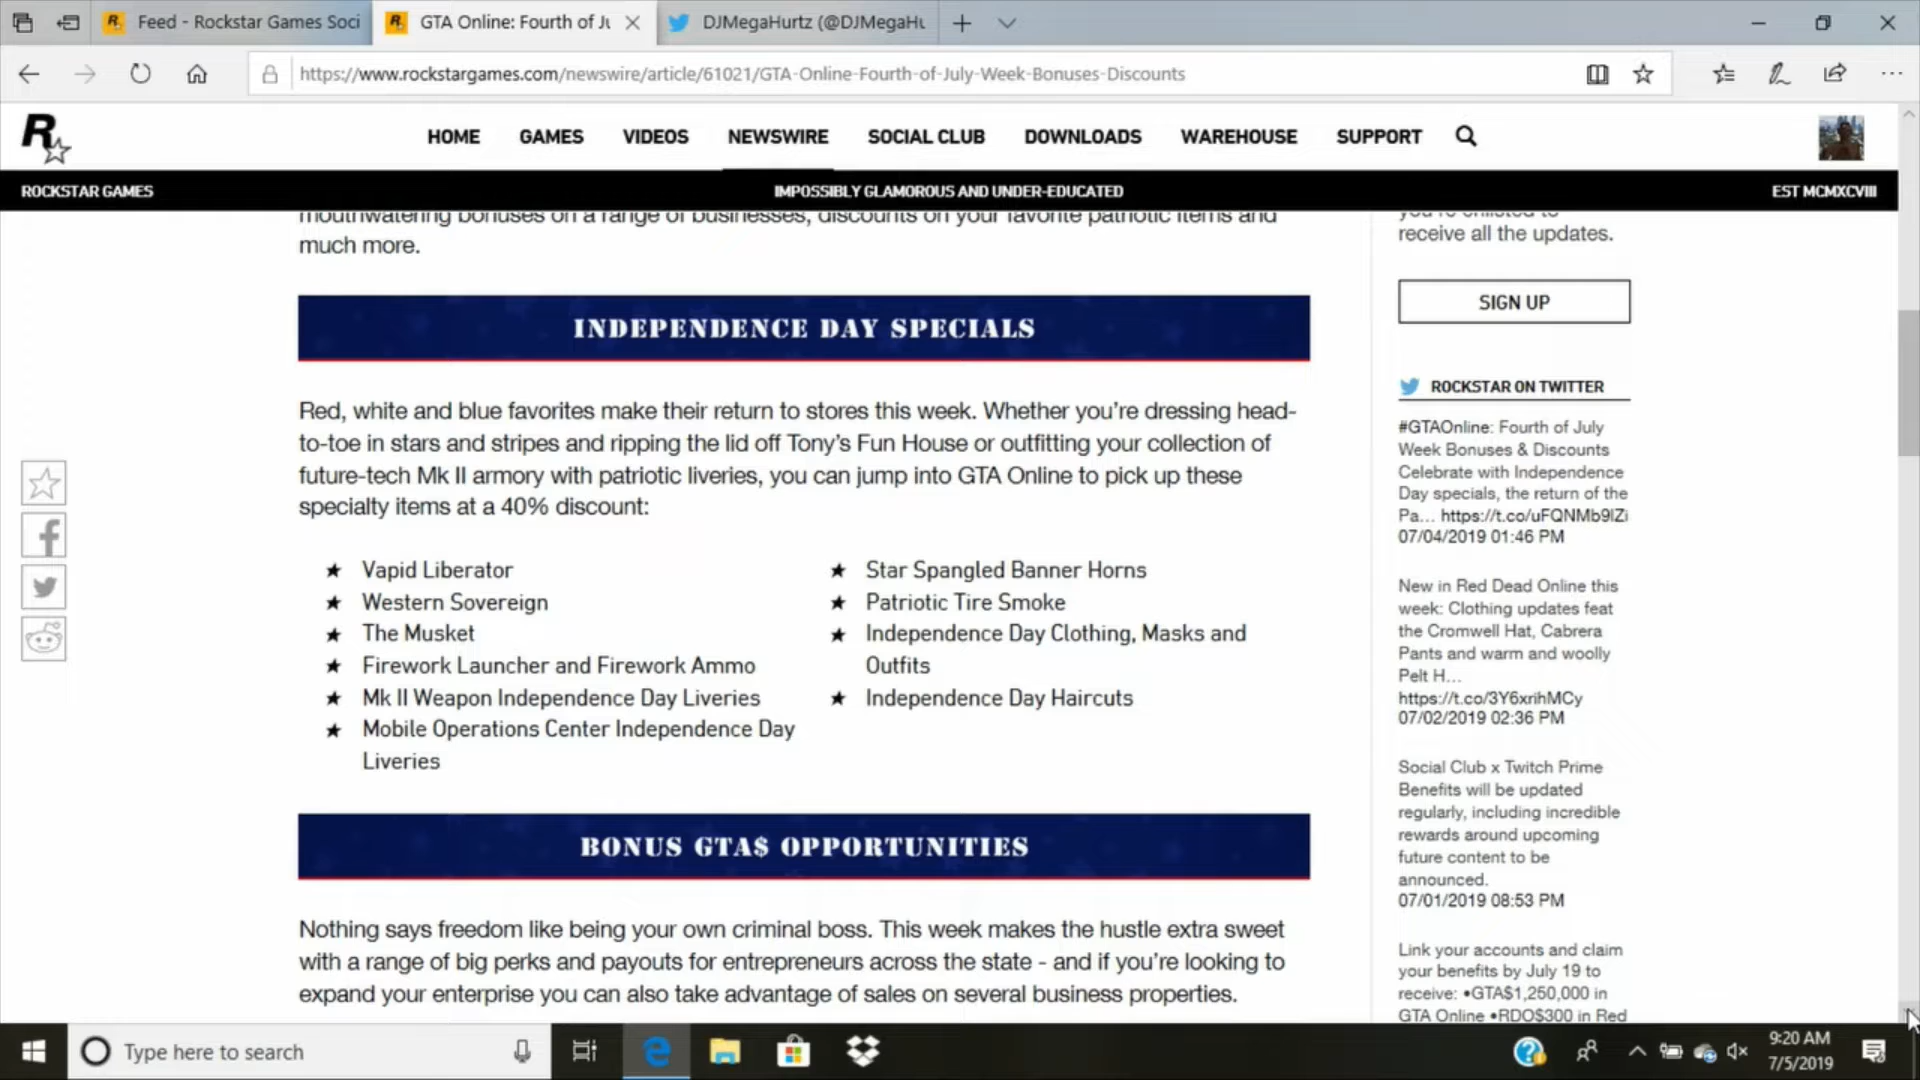 Feed - Rockstar Games Soci
GTA Online: Fourth of Ju
DJMegaHurtz (@DJMegaHu
https://www.rockstargames.com/newswire/article/61021/GTA-Online-Fourth-of-July-Week-Bonuses-Discounts
HOME GAMES VIDEOS NEWSWIRE SOCIAL CLUB DOWNLOADS WAREHOUSE SUPPORT
ROCKSTAR GAMES IMPOSSIBLY GLAMOROUS AND UNDER-EDUCATED EST MCMXCVIII
mouthwatering bonuses on a range of businesses, discounts on your favorite patriotic items and
much more.
INDEPENDENCE DAY SPECIALS
Red, white and blue favorites make their return to stores this week. Whether you're dressing head-
to-toe in stars and stripes and ripping the lid off Tony's Fun House or outfitting your collection of
future-tech Mk II armory with patriotic liveries, you can jump into GTA Online to pick up these
specialty items at a 40% discount:
★ Vapid Liberator
★ Western Sovereign
★ The Musket
★ Firework Launcher and Firework Ammo
★ Mk II Weapon Independence Day Liveries
★ Mobile Operations Center Independence Day
Liveries
★ Star Spangled Banner Horns
★ Patriotic Tire Smoke
★ Independence Day Clothing, Masks and
Outfits
★ Independence Day Haircuts
BONUS GTA$ OPPORTUNITIES
Nothing says freedom like being your own criminal boss. This week makes the hustle extra sweet
with a range of big perks and payouts for entrepreneurs across the state - and if you're looking to
expand your enterprise you can also take advantage of sales on several business properties.
you're enlisted to
receive all the updates.
SIGN UP
ROCKSTAR ON TWITTER
#GTAOnline: Fourth of July
Week Bonuses & Discounts
Celebrate with Independence
Day specials, the return of the
Pa... https://t.co/uFQNMb9lZi
07/04/2019 01:46 PM
New in Red Dead Online this
week: Clothing updates feat
the Cromwell Hat, Cabrera
Pants and warm and woolly
Pelt H...
https://t.co/3Y6xrihMCy
07/02/2019 02:36 PM
Social Club x Twitch Prime
Benefits will be updated
regularly, including incredible
rewards around upcoming
future content to be
announced.
07/01/2019 08:53 PM
Link your accounts and claim
your benefits by July 19 to
receive: •GTA$1,250,000 in
GTA Online •RDO$300 in Red
Type here to search
9:20 AM
7/5/2019